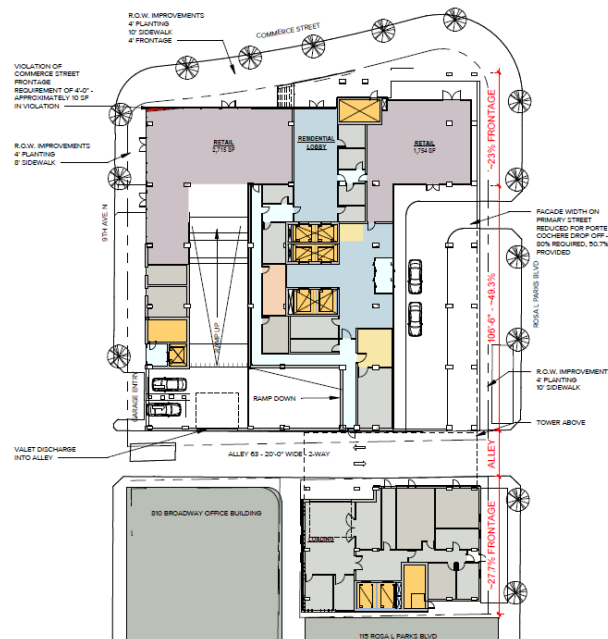 R.O.W. IMPROVEMENTS
4' PLANTING
10' SIDEWALK
4' FRONTAGE
COMMERCE STREET
VIOLATION OF
COMMERCE STREET
FRONTAGE
REQUIREMENT OF 4'-0" -
APPROXIMATELY 10 SF
IN VIOLATION
R.O.W. IMPROVEMENTS
4' PLANTING
8' SIDEWALK
RETAIL
2,715 SF
RESIDENTIAL
LOBBY
RETAIL
1,754 SF
~23% FRONTAGE
9TH AVE. N
FACADE WIDTH ON
PRIMARY STREET
REDUCED FOR PORTE
COCHERE DROP OFF -
80% REQUIRED, 50.7%
PROVIDED
ROSA L PARKS BLVD
106'-6" - ~49.3%
RAMP UP
R.O.W. IMPROVEMENT
4' PLANTING
10' SIDEWALK
GARAGE ENTRY
RAMP DOWN
TOWER ABOVE
VALET DISCHARGE
INTO ALLEY
ALLEY 63 - 20'-0" WIDE - 2-WAY
ALLEY
810 BROADWAY OFFICE BUILDING
LOADING
~27.7% FRONTAGE
115 ROSA L PARKS BLVD